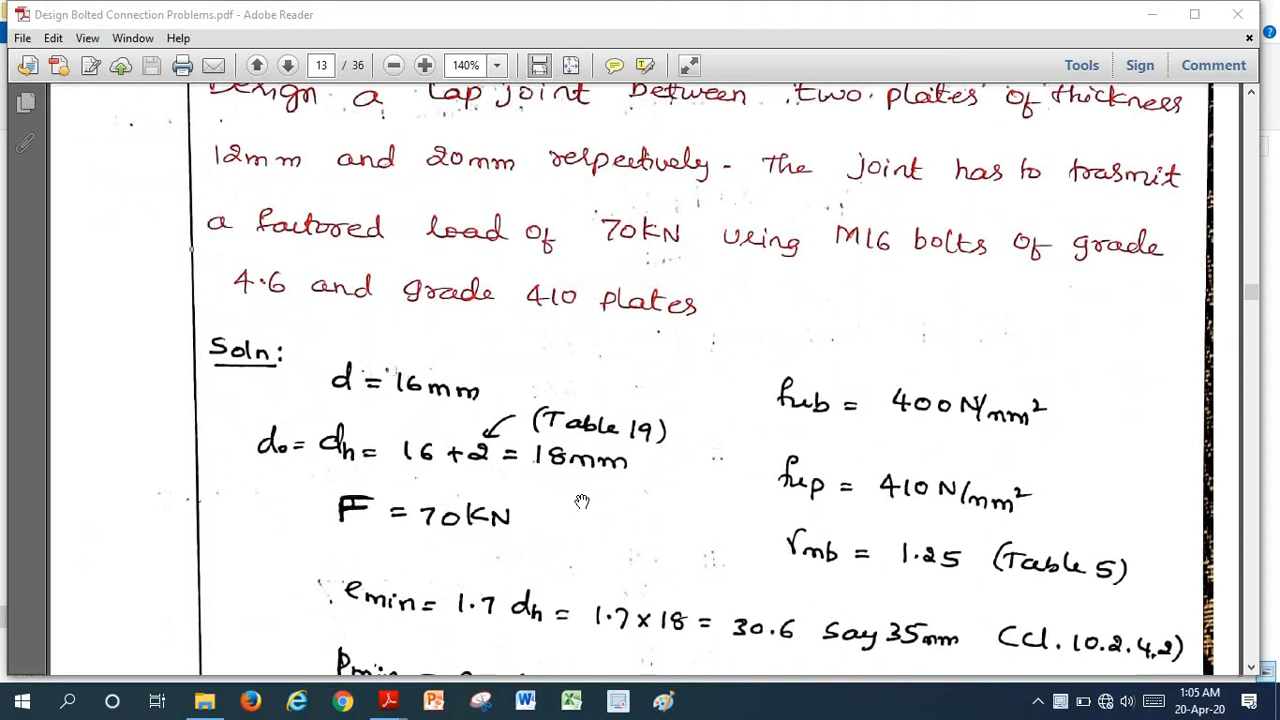 Design Bolted Connection Problems.pdf - Adobe Reader
File Edit View Window Help
13 / 36 140% Tools Sign Comment
Design a Lap joint between two plates of thickness
12mm and 20mm respectively - The joint has to trasmit
a factored load of 70KN using M16 bolts of grade
4.6 and grade 410 plates
Soln:
d = 16mm
fub = 400 N/mm²
do = dh = 16 + 2 = 18mm (Table 19)
fup = 410 N/mm²
F = 70KN
rmb = 1.25 (Table 5)
emin = 1.7 dh = 1.7 x 18 = 30.6 Say 35mm (cl. 10.2.4.2)
Pmin =
1:05 AM
20-Apr-20